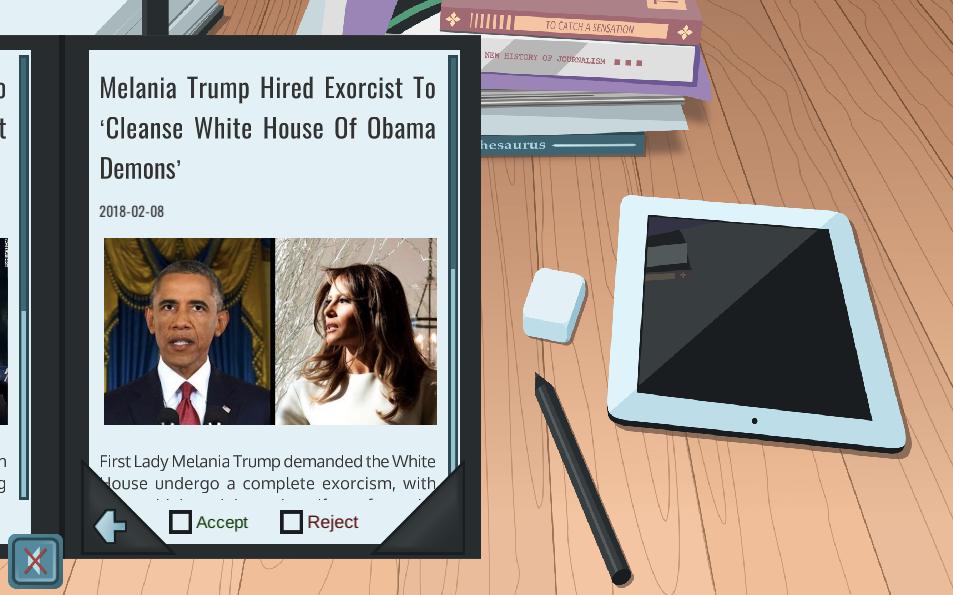 TO CATCH A SENSATION
NEW HISTORY OF JOURNALISM
hesaurus
Melania Trump Hired Exorcist To
‘Cleanse White House Of Obama
Demons’
2018-02-08
First Lady Melania Trump demanded the White
House undergo a complete exorcism, with
Accept
Reject